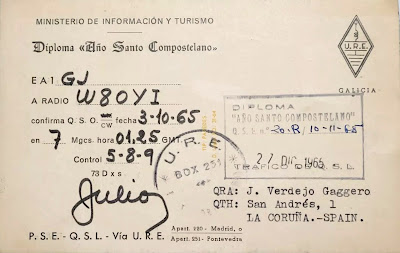 MINISTERIO DE INFORMACIÓN Y TURISMO
Diploma «Año Santo Compostelano»
U.R.E.
GALICIA
EA1 GJ
A RADIO W8OYI
confirma Q.S.O. CW fecha 3-10-65
en 7 Mgcs. hora 01,25 GMT.
Control 5-8-9
73 Dxs
Julio
DIPLOMA
"AÑO SANTO COMPOSTELANO"
Q.S.L. nº 20-R/10-11-65
27 DIC 1965
TRAFICO Q.S.L.
U.R.E.
BOX 251
QRA: J. Verdejo Gaggero
QTH: San Andrés, 1
LA CORUÑA.-SPAIN.
P.S.E. - Q.S.L. - Vía U.R.E.
Apart. 220 - Madrid, o
Apart. 251 - Pontevedra